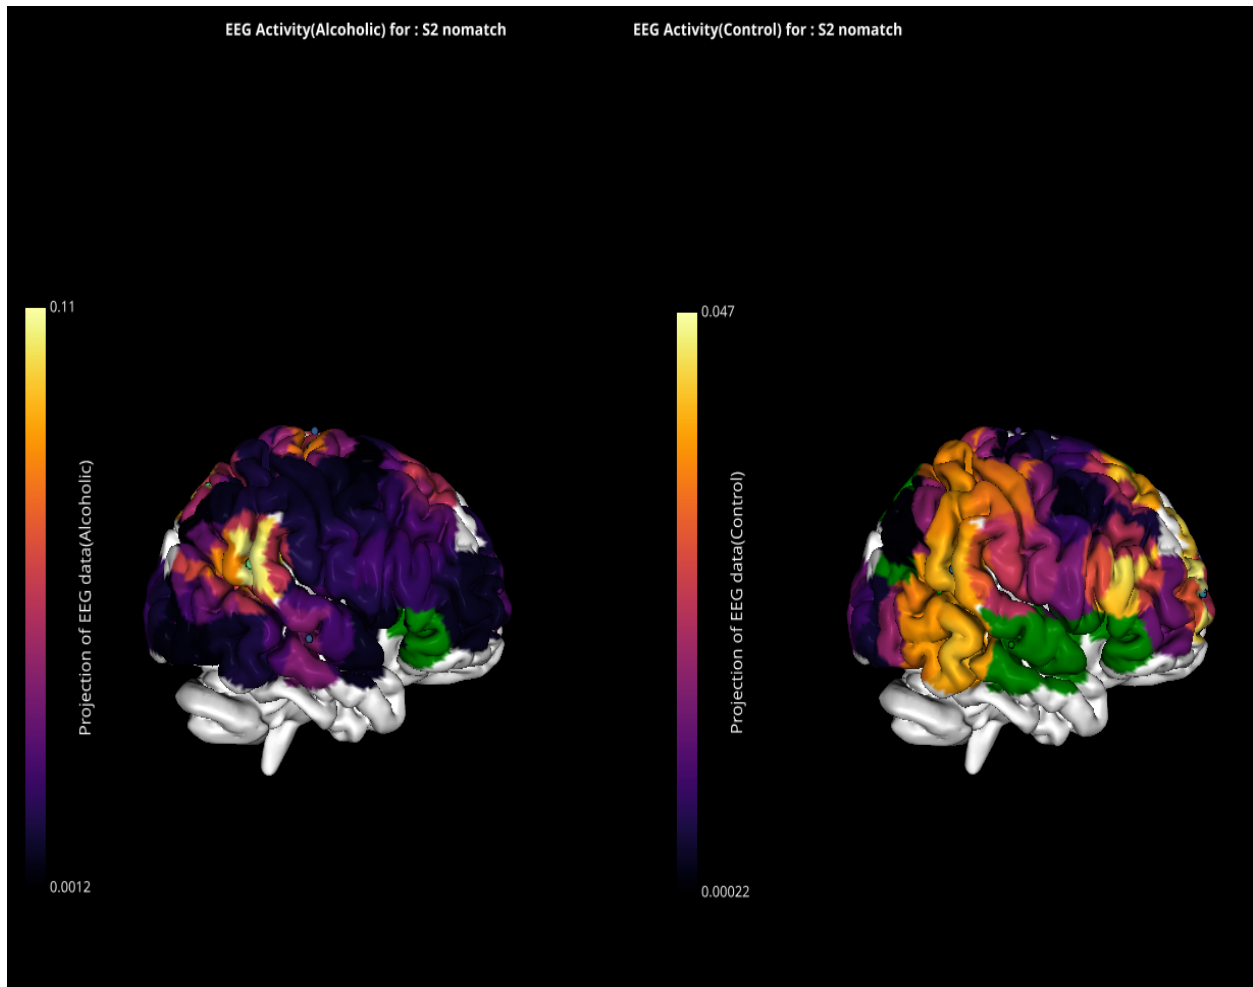 EEG Activity(Alcoholic) for : S2 nomatch
EEG Activity(Control) for : S2 nomatch
0.11
Projection of EEG data(Alcoholic)
0.0012
0.047
Projection of EEG data(Control)
0.00022